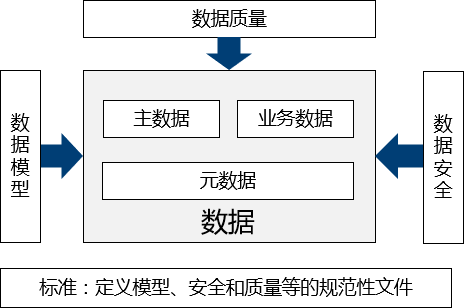 数据质量
数据模型
主数据
业务数据
元数据
数据
数据安全
标准：定义模型、安全和质量等的规范性文件